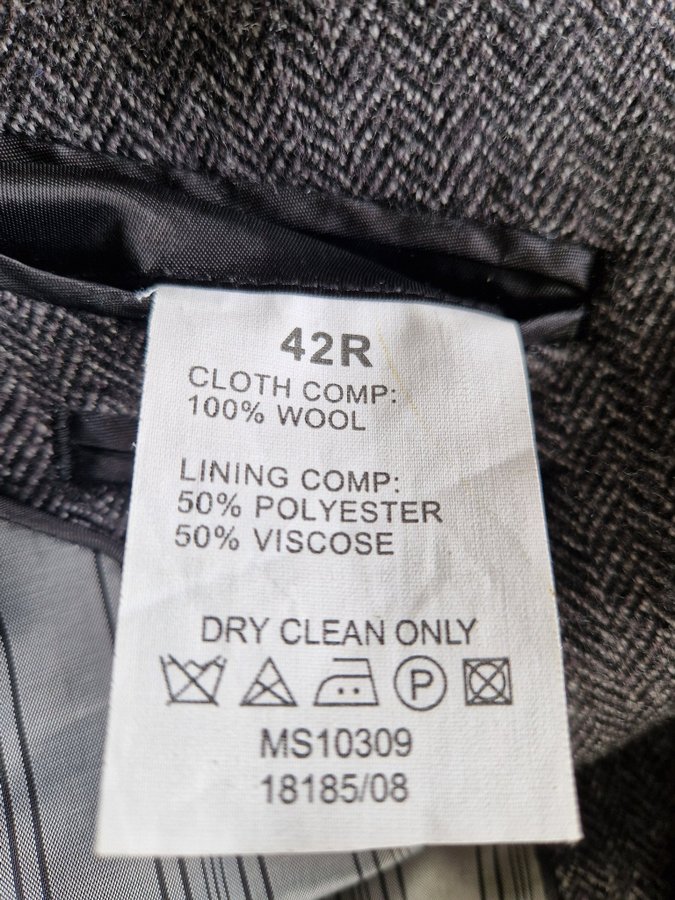 42R
CLOTH COMP:
100% WOOL
LINING COMP:
50% POLYESTER
50% VISCOSE
DRY CLEAN ONLY
P
MS10309
18185/08